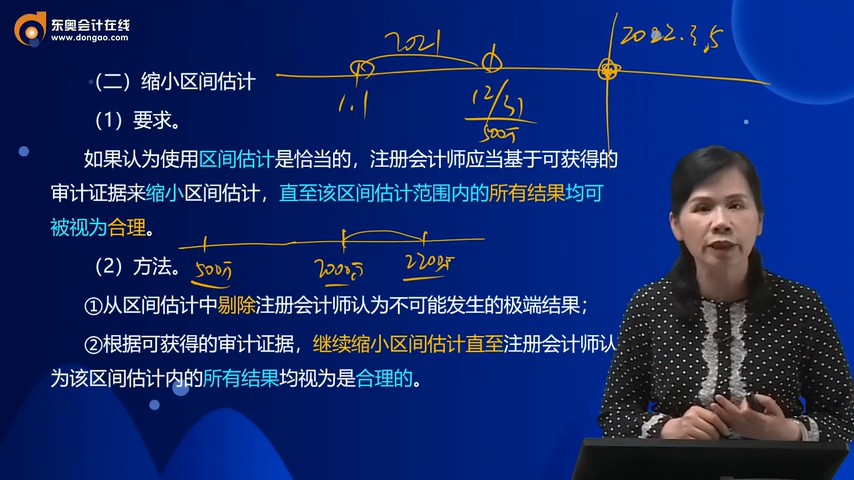 东奥会计在线
www.dongao.com
2021
2022.3.5
1.1
12/31
500万
（二）缩小区间估计
（1）要求。
如果认为使用区间估计是恰当的，注册会计师应当基于可获得的
审计证据来缩小区间估计，直至该区间估计范围内的所有结果均可
被视为合理。
500万
2000万
2200万
（2）方法。
①从区间估计中剔除注册会计师认为不可能发生的极端结果；
②根据可获得的审计证据，继续缩小区间估计直至注册会计师认
为该区间估计内的所有结果均视为是合理的。